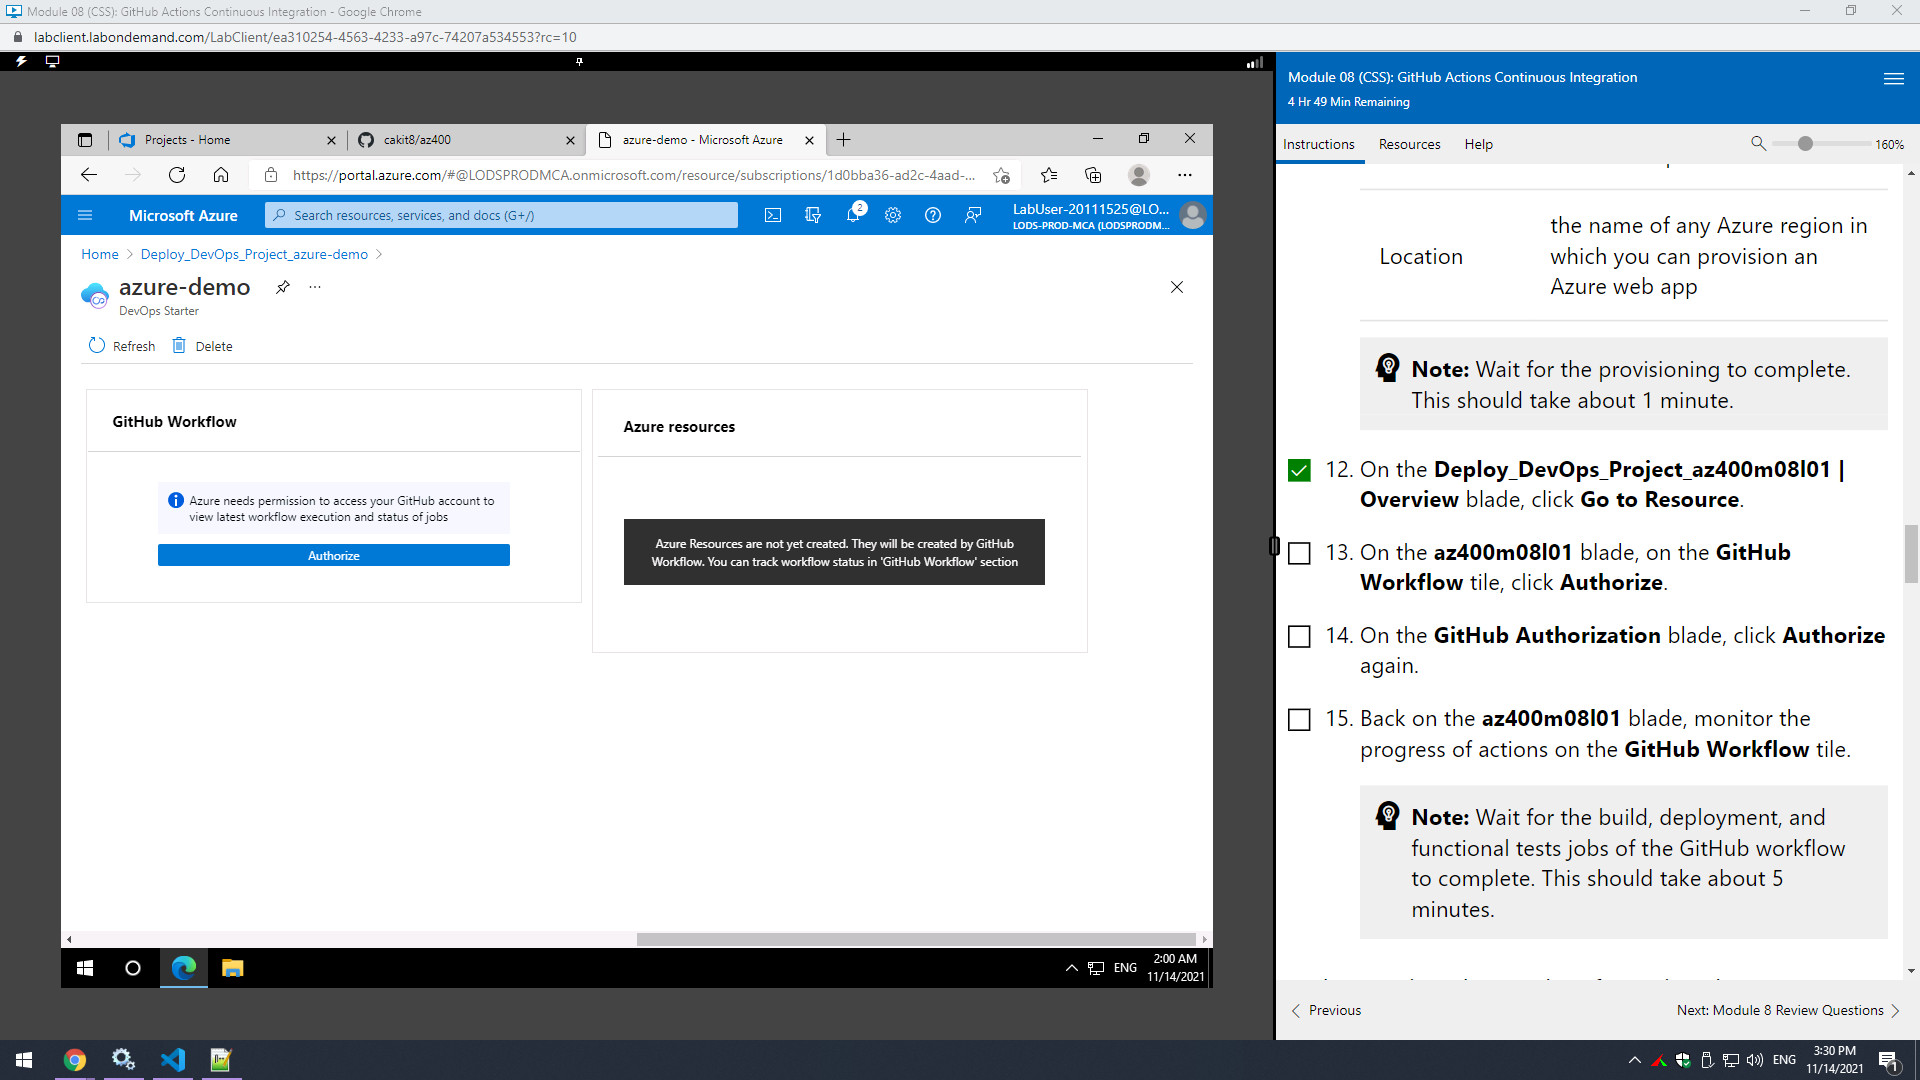 Module 08 (CSS): GitHub Actions Continuous Integration - Google Chrome
labclient.labondemand.com/LabClient/ea310254-4563-4233-a97c-74207a534553?rc=10
Projects - Home
cakit8/az400
azure-demo - Microsoft Azure
https://portal.azure.com/#@LODSPRODMCA.onmicrosoft.com/resource/subscriptions/1d0bba36-ad2c-4aad-...
Microsoft Azure
Search resources, services, and docs (G+/)
2
LabUser-20111525@LO...
LODS-PROD-MCA (LODSPRODM...
Home > Deploy_DevOps_Project_azure-demo >
azure-demo
DevOps Starter
Refresh
Delete
GitHub Workflow
Azure needs permission to access your GitHub account to
view latest workflow execution and status of jobs
Authorize
Azure resources
Azure Resources are not yet created. They will be created by GitHub
Workflow. You can track workflow status in 'GitHub Workflow' section
ENG
2:00 AM
11/14/2021
Module 08 (CSS): GitHub Actions Continuous Integration
4 Hr 49 Min Remaining
Instructions
Resources
Help
160%
Location
the name of any Azure region in
which you can provision an
Azure web app
Note: Wait for the provisioning to complete.
This should take about 1 minute.
12. On the Deploy_DevOps_Project_az400m08l01 |
Overview blade, click Go to Resource.
13. On the az400m08l01 blade, on the GitHub
Workflow tile, click Authorize.
14. On the GitHub Authorization blade, click Authorize
again.
15. Back on the az400m08l01 blade, monitor the
progress of actions on the GitHub Workflow tile.
Note: Wait for the build, deployment, and
functional tests jobs of the GitHub workflow
to complete. This should take about 5
minutes.
Previous
Next: Module 8 Review Questions
ENG
3:30 PM
11/14/2021
1